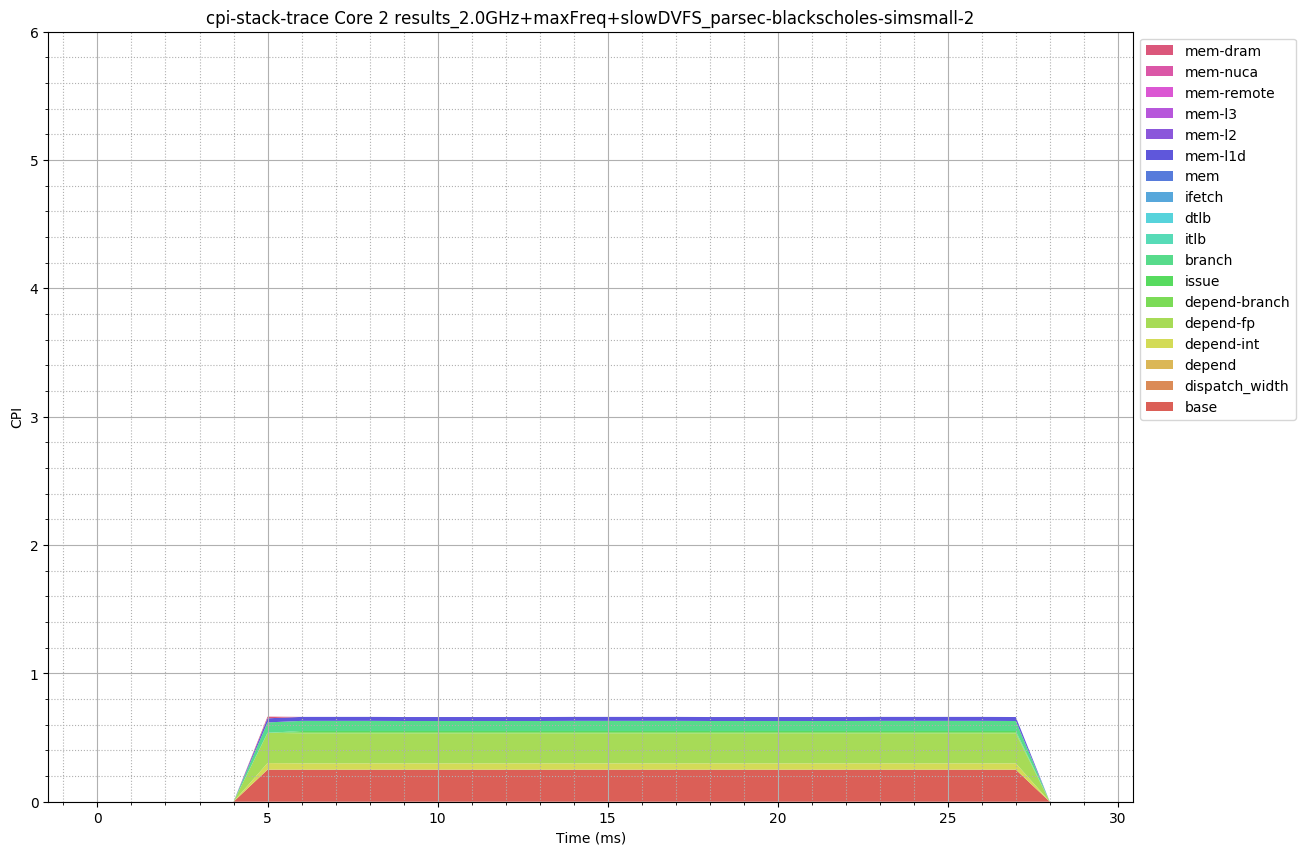 cpi-stack-trace Core 2 results_2.0GHz+maxFreq+slowDVFS_parsec-blackscholes-simsmall-2
6
5
4
3
2
1
0
CPI
0
5
10
15
20
25
30
Time (ms)
mem-dram
mem-nuca
mem-remote
mem-l3
mem-l2
mem-l1d
mem
ifetch
dtlb
itlb
branch
issue
depend-branch
depend-fp
depend-int
depend
dispatch_width
base